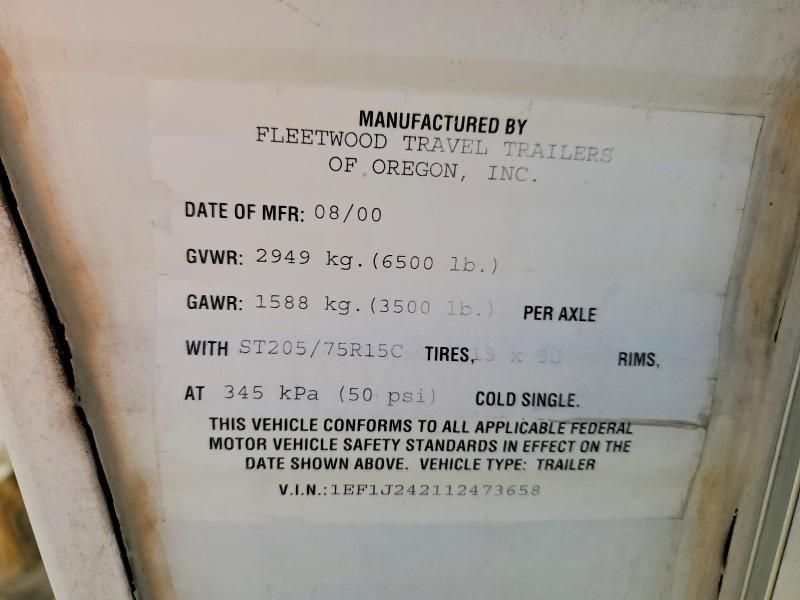 MANUFACTURED BY
FLEETWOOD TRAVEL TRAILERS
OF OREGON, INC.
DATE OF MFR: 08/00
GVWR: 2949 kg.(6500 lb.)
GAWR: 1588 kg.(3500 lb.) PER AXLE
WITH ST205/75R15C TIRES, 15 x 5J RIMS,
AT 345 kPa (50 psi) COLD SINGLE.
THIS VEHICLE CONFORMS TO ALL APPLICABLE FEDERAL
MOTOR VEHICLE SAFETY STANDARDS IN EFFECT ON THE
DATE SHOWN ABOVE. VEHICLE TYPE: TRAILER
V.I.N.:1EF1J242112473658